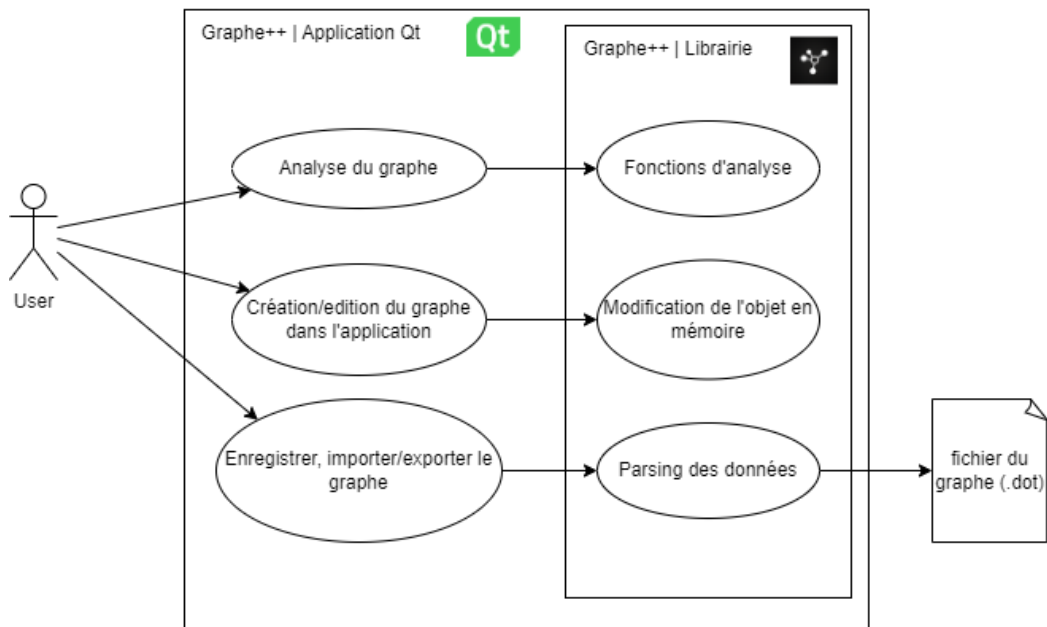 Graphe++ | Application Qt
Qt
Graphe++ | Librairie
Analyse du graphe
Fonctions d'analyse
User
Création/edition du graphe
dans l'application
Modification de l'objet en
mémoire
Enregistrer, importer/exporter le
graphe
Parsing des données
fichier du
graphe (.dot)